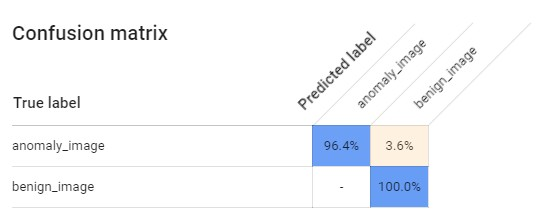 Confusion matrix
Predicted label
anomaly_image
benign_image
True label
anomaly_image 96.4% 3.6%
benign_image - 100.0%